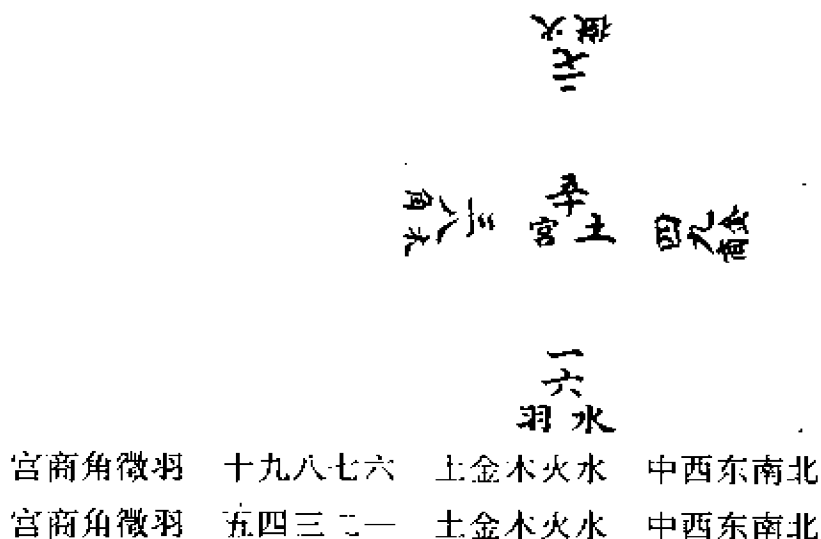 徵火
二七
角木
八
三
五十
宫土
四九
金商
一
六
羽水
宫商角徵羽 十九八七六 土金木火水 中西东南北
宫商角徵羽 五四三二一 土金木火水 中西东南北